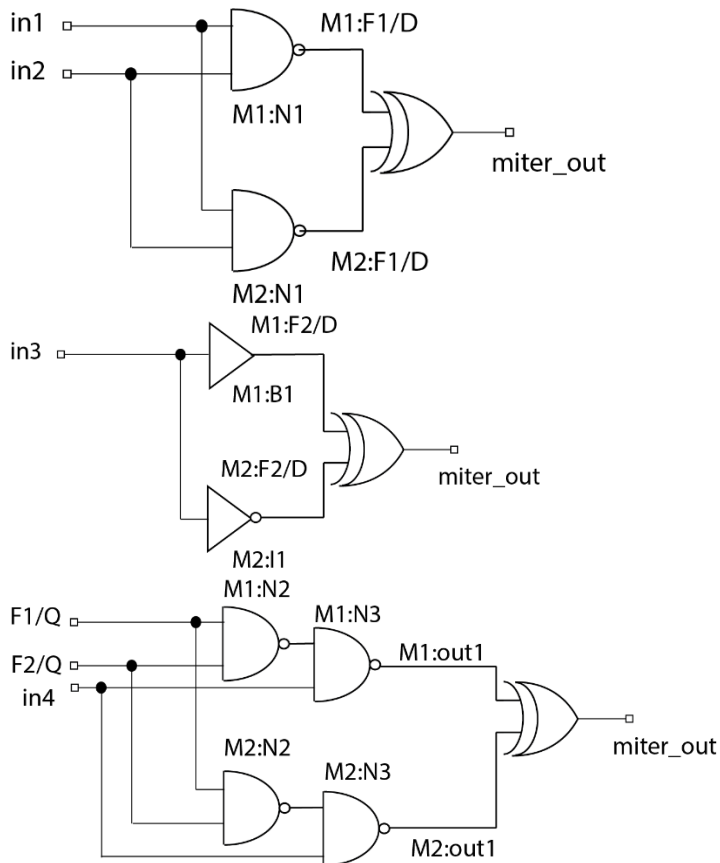 in1
M1:F1/D
in2
M1:N1
miter_out
M2:F1/D
M2:N1
M1:F2/D
in3
M1:B1
M2:F2/D
miter_out
M2:I1
M1:N2
F1/Q
M1:N3
M1:out1
F2/Q
in4
miter_out
M2:N2
M2:N3
M2:out1